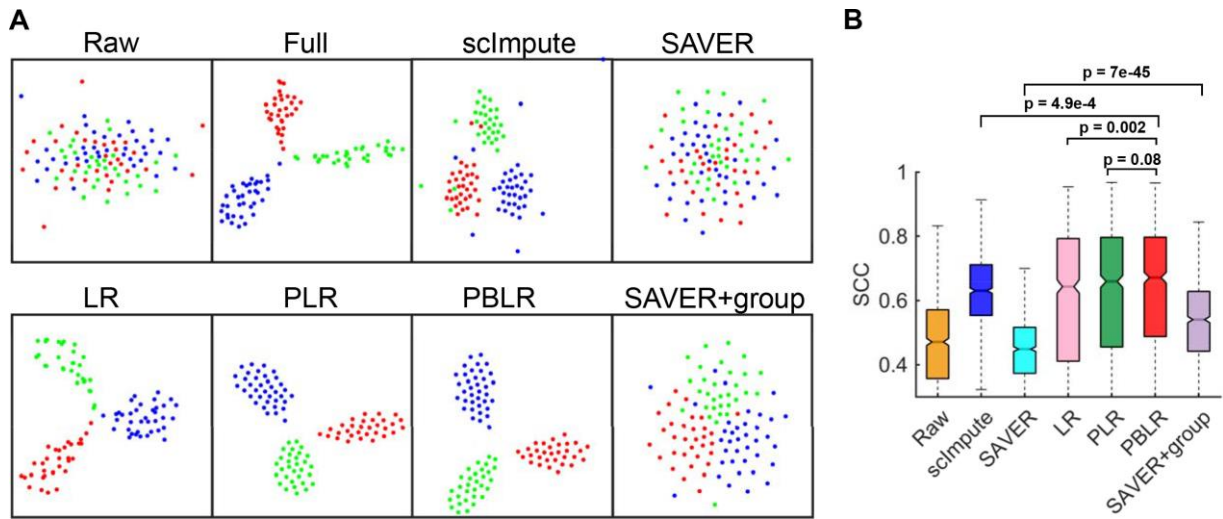 A
Raw
Full
scImpute
SAVER
LR
PLR
PBLR
SAVER+group
B
p = 7e-45
p = 4.9e-4
p = 0.002
p = 0.08
SCC
1
0.8
0.6
0.4
Raw
scImpute
SAVER
LR
PLR
PBLR
SAVER+group